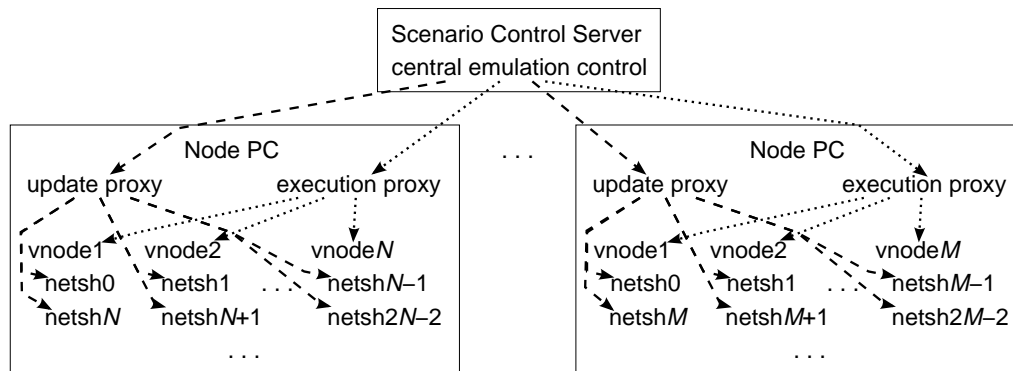 Scenario Control Server
central emulation control
Node PC
update proxy execution proxy
vnode1 vnode2 vnodeN
netsh0 netsh1 . . . netshN–1
netshN netshN+1 netsh2N–2
. . .
. . .
Node PC
update proxy execution proxy
vnode1 vnode2 vnodeM
netsh0 netsh1 . . . netshM–1
netshM netshM+1 netsh2M–2
. . .